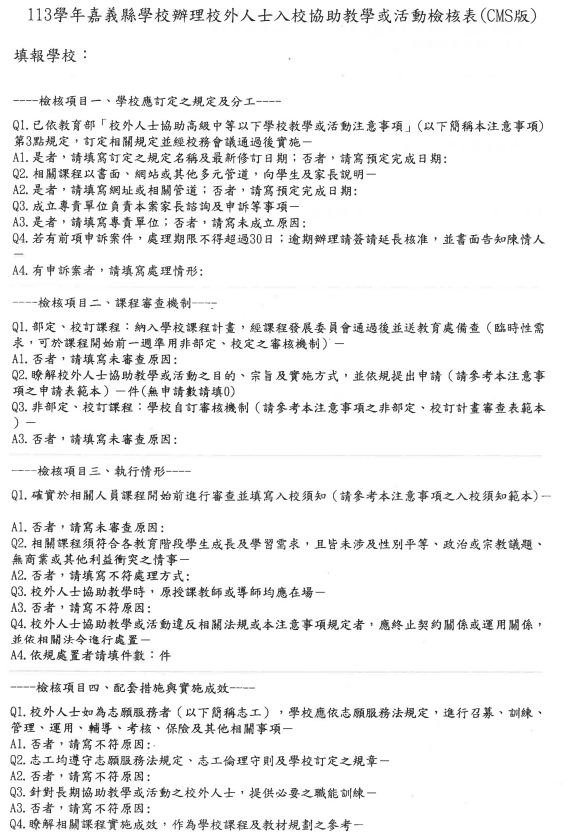 113學年嘉義縣學校辦理校外人士入校協助教學或活動檢核表(CMS版)
填報學校：
----檢核項目一、學校應訂定之規定及分工----
Q1.已依教育部「校外人士協助高級中等以下學校教學或活動注意事項」(以下簡稱本注意事項)
第3點規定，訂定相關規定並經校務會議通過後實施－
A1.是者，請填寫訂定之規定名稱及最新修訂日期；否者，請寫預定完成日期:
Q2.相關課程以書面、網站或其他多元管道，向學生及家長說明－
A2.是者，請填寫網址或相關管道；否者，請寫預定完成日期:
Q3.成立專責單位負責本案家長諮詢及申訴等事項－
A3.是者，請填寫專責單位；否者，請寫未成立原因:
Q4.若有前項申訴案件，處理期限不得超過30日；逾期辦理請簽請延長核准，並書面告知陳情人
－
A4.有申訴案者，請填寫處理情形:
----檢核項目二、課程審查機制----
Q1.部定、校訂課程：納入學校課程計畫，經課程發展委員會通過後並送教育處備查（臨時性需
求，可於課程開始前一週準用非部定、校定之審核機制）－
A1.否者，請填寫未審查原因:
Q2.瞭解校外人士協助教學或活動之目的、宗旨及實施方式，並依規提出申請（請參考本注意事
項之申請表範本）－件(無申請數請填0)
Q3.非部定、校訂課程：學校自訂審核機制（請參考本注意事項之非部定、校訂計畫審查表範本
）－
A3.否者，請填寫未審查原因:
----檢核項目三、執行情形----
Q1.確實於相關人員課程開始前進行審查並填寫入校須知（請參考本注意事項之入校須知範本)－
A1.否者，請寫未審查原因:
Q2.相關課程須符合各教育階段學生成長及學習需求，且皆未涉及性別平等、政治或宗教議題、
無商業或其他利益衝突之情事－
A2.否者，請填寫不符處理方式:
Q3.校外人士協助教學時，原授課教師或導師均應在場－
A3.否者，請寫不符原因:
Q4.校外人士協助教學或活動違反相關法規或本注意事項規定者，應終止契約關係或運用關係，
並依相關法令進行處置－
A4.依規處置者請填件數：件
----檢核項目四、配套措施與實施成效----
Q1.校外人士如為志願服務者（以下簡稱志工），學校應依志願服務法規定，進行召募、訓練、
管理、運用、輔導、考核、保險及其他相關事項－
A1.否者，請寫不符原因:
Q2.志工均遵守志願服務法規定、志工倫理守則及學校訂定之規章－
A2.否者，請寫不符原因:
Q3.針對長期協助教學或活動之校外人士，提供必要之職能訓練－
A3.否者，請寫不符原因:
Q4.瞭解相關課程實施成效，作為學校課程及教材規劃之參考－